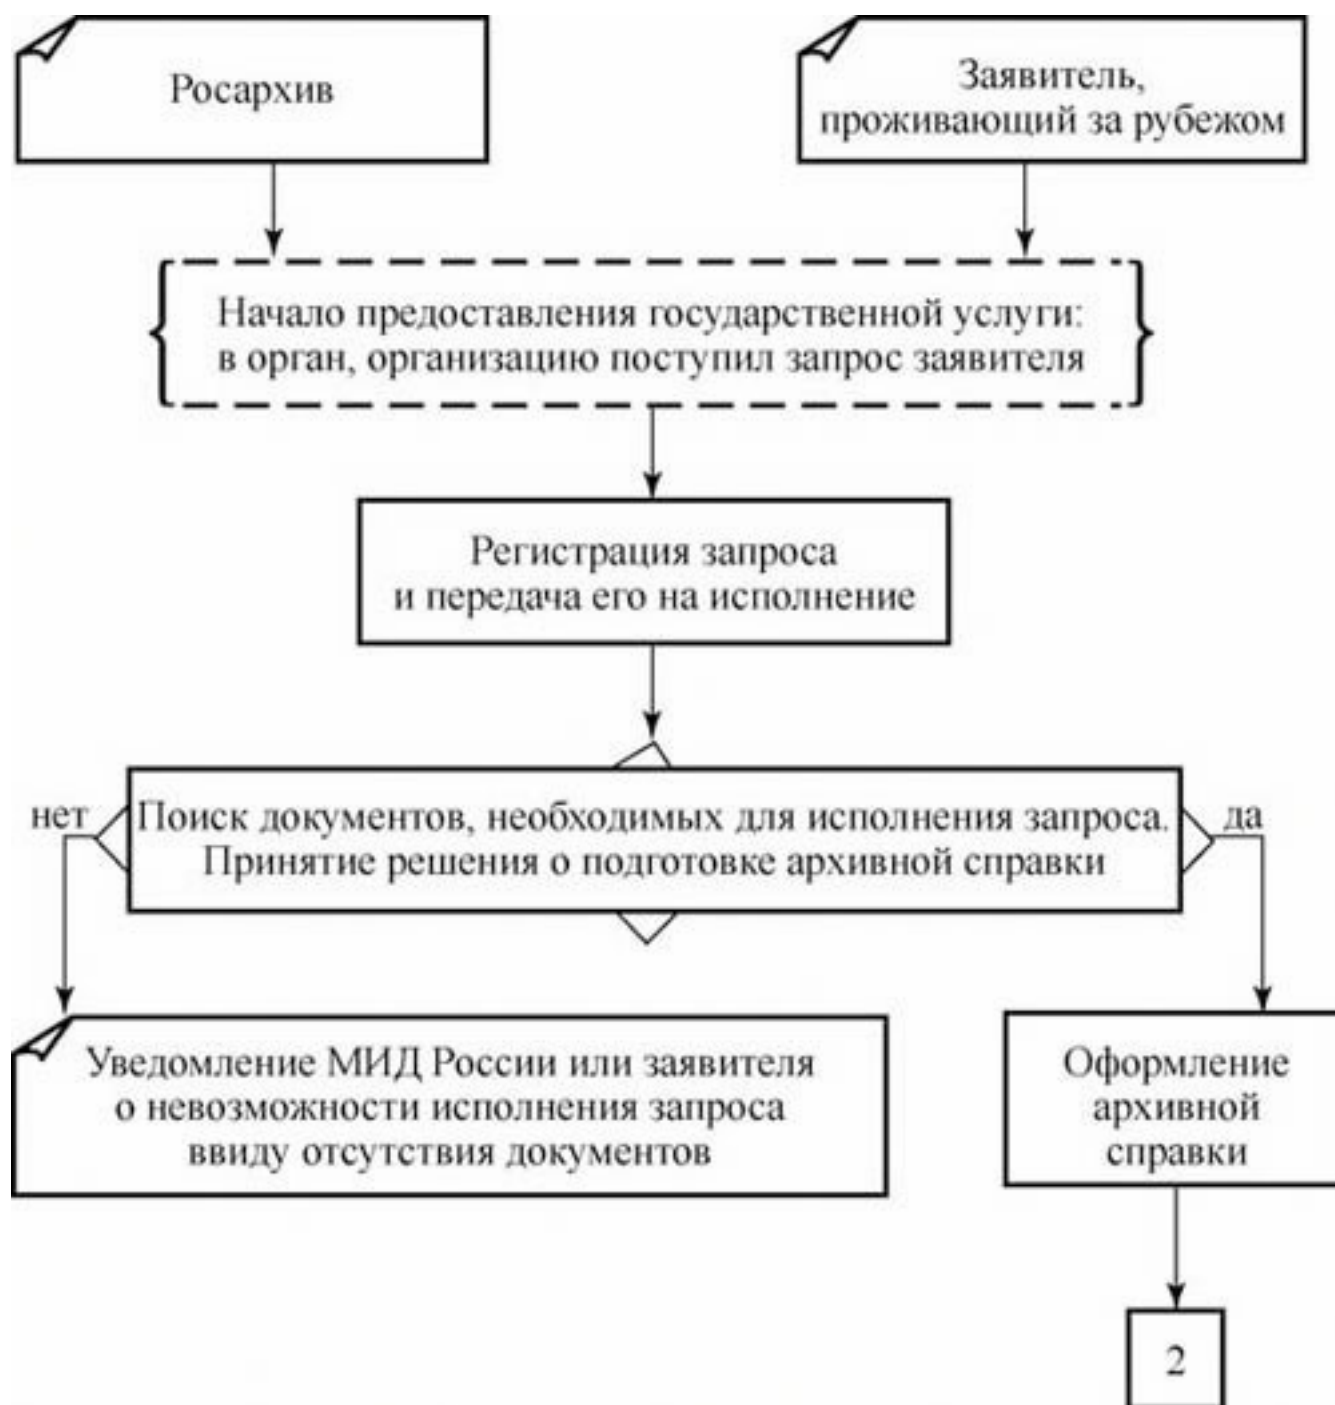 Росархив
Заявитель,
проживающий за рубежом
Начало предоставления государственной услуги:
в орган, организацию поступил запрос заявителя
Регистрация запроса
и передача его на исполнение
нет
Поиск документов, необходимых для исполнения запроса.
Принятие решения о подготовке архивной справки
да
Уведомление МИД России или заявителя
о невозможности исполнения запроса
ввиду отсутствия документов
Оформление
архивной
справки
2